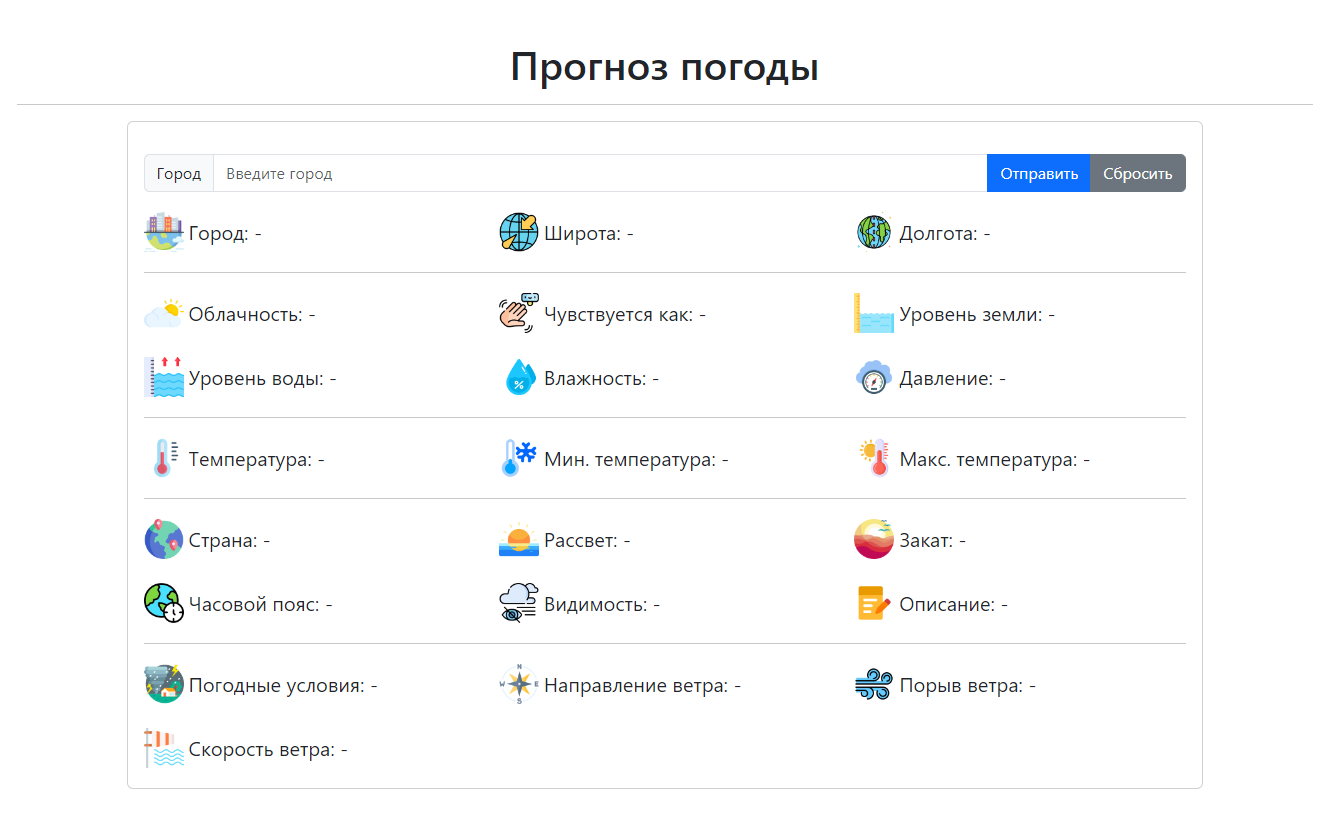 Прогноз погоды
Город Введите город Отправить Сбросить
Город: - Широта: - Долгота: -
Облачность: - Чувствуется как: - Уровень земли: -
Уровень воды: - Влажность: - Давление: -
Температура: - Мин. температура: - Макс. температура: -
Страна: - Рассвет: - Закат: -
Часовой пояс: - Видимость: - Описание: -
Погодные условия: - N W E S Направление ветра: - Порыв ветра: -
Скорость ветра: -